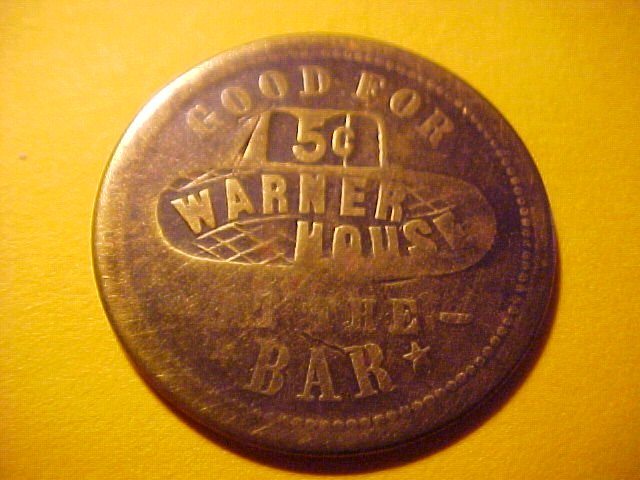 GOOD FOR
5¢
WARNER
HOUSE
THE -
BAR